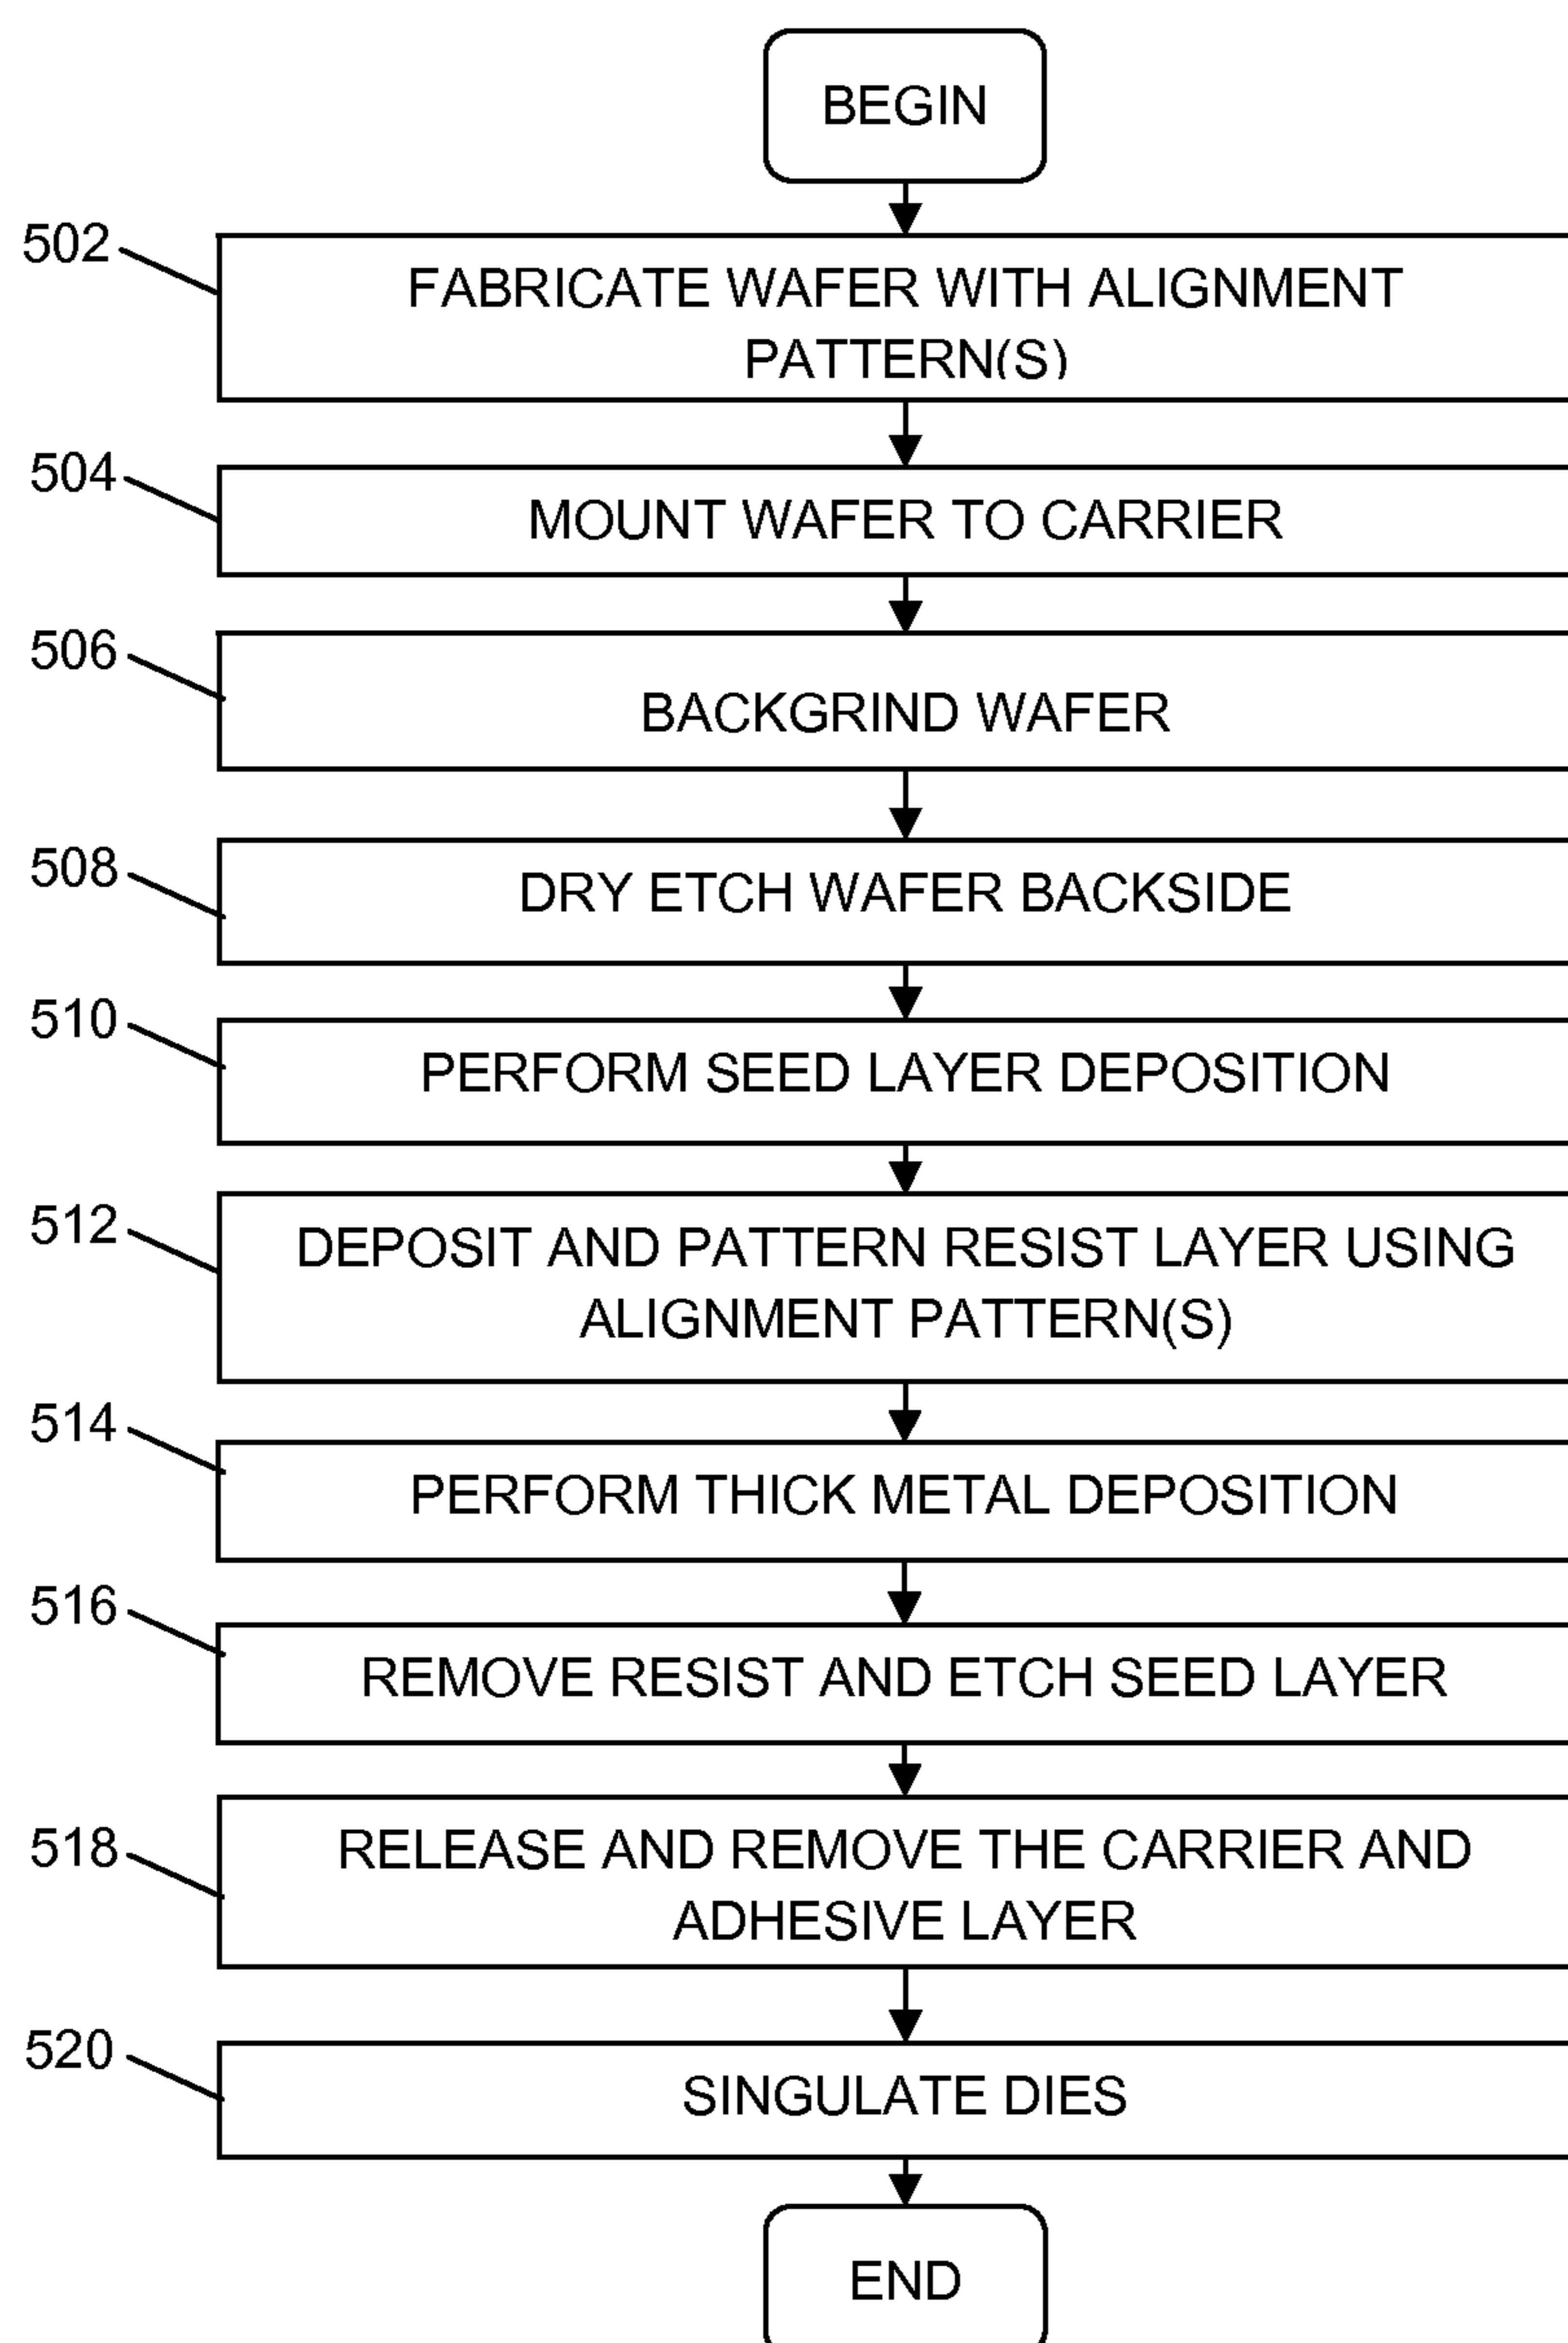 BEGIN
502
FABRICATE WAFER WITH ALIGNMENT
PATTERN(S)
504
MOUNT WAFER TO CARRIER
506
BACKGRIND WAFER
508
DRY ETCH WAFER BACKSIDE
510
PERFORM SEED LAYER DEPOSITION
512
DEPOSIT AND PATTERN RESIST LAYER USING
ALIGNMENT PATTERN(S)
514
PERFORM THICK METAL DEPOSITION
516
REMOVE RESIST AND ETCH SEED LAYER
518
RELEASE AND REMOVE THE CARRIER AND
ADHESIVE LAYER
520
SINGULATE DIES
END